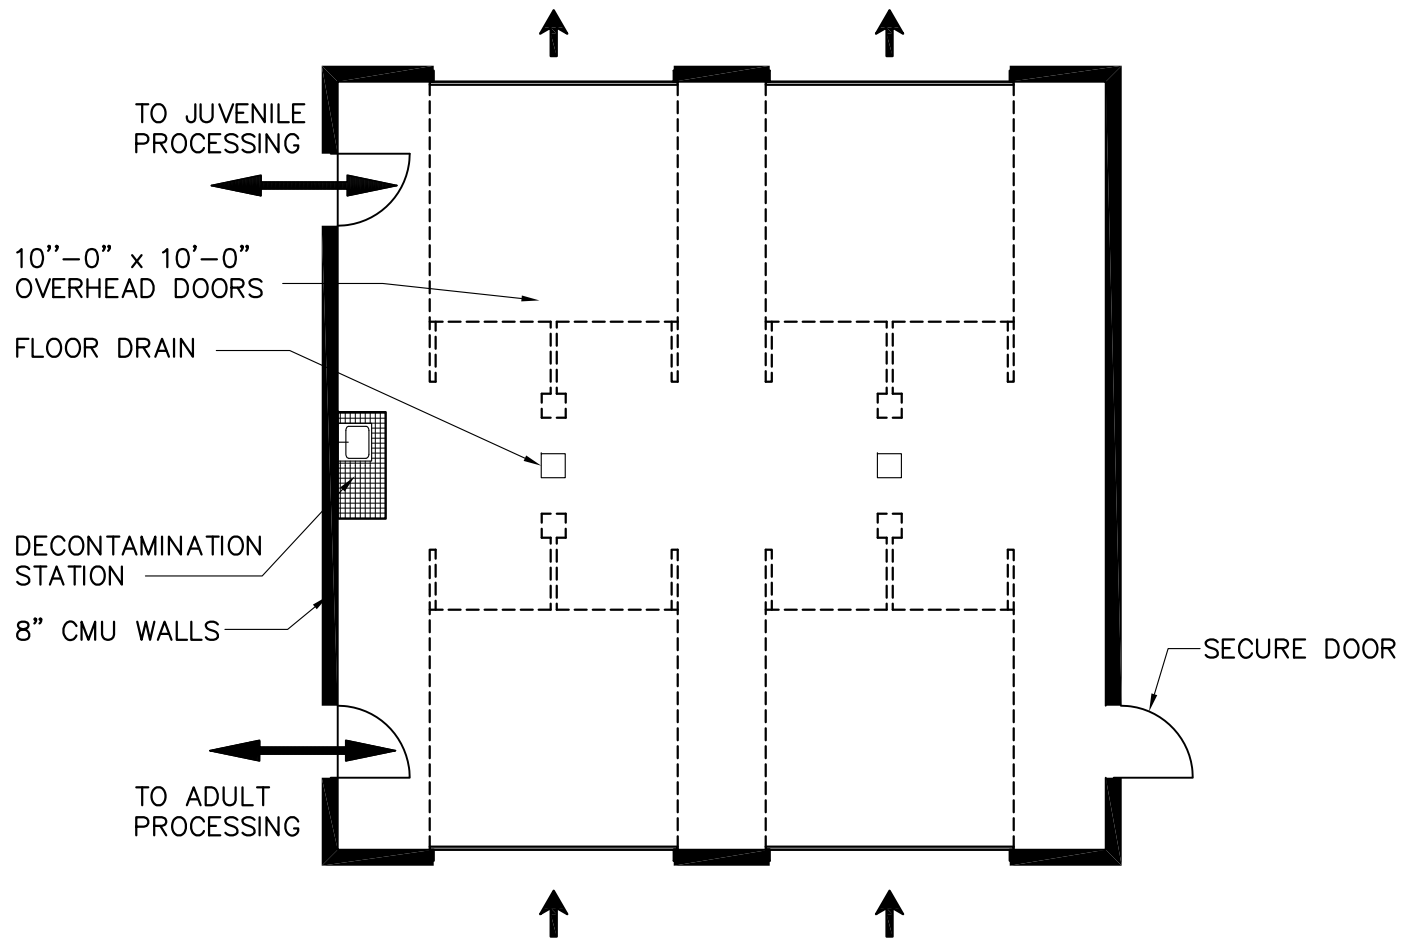 TO JUVENILE
PROCESSING
10''-0" x 10'-0"
OVERHEAD DOORS
FLOOR DRAIN
DECONTAMINATION
STATION
8" CMU WALLS
SECURE DOOR
TO ADULT
PROCESSING